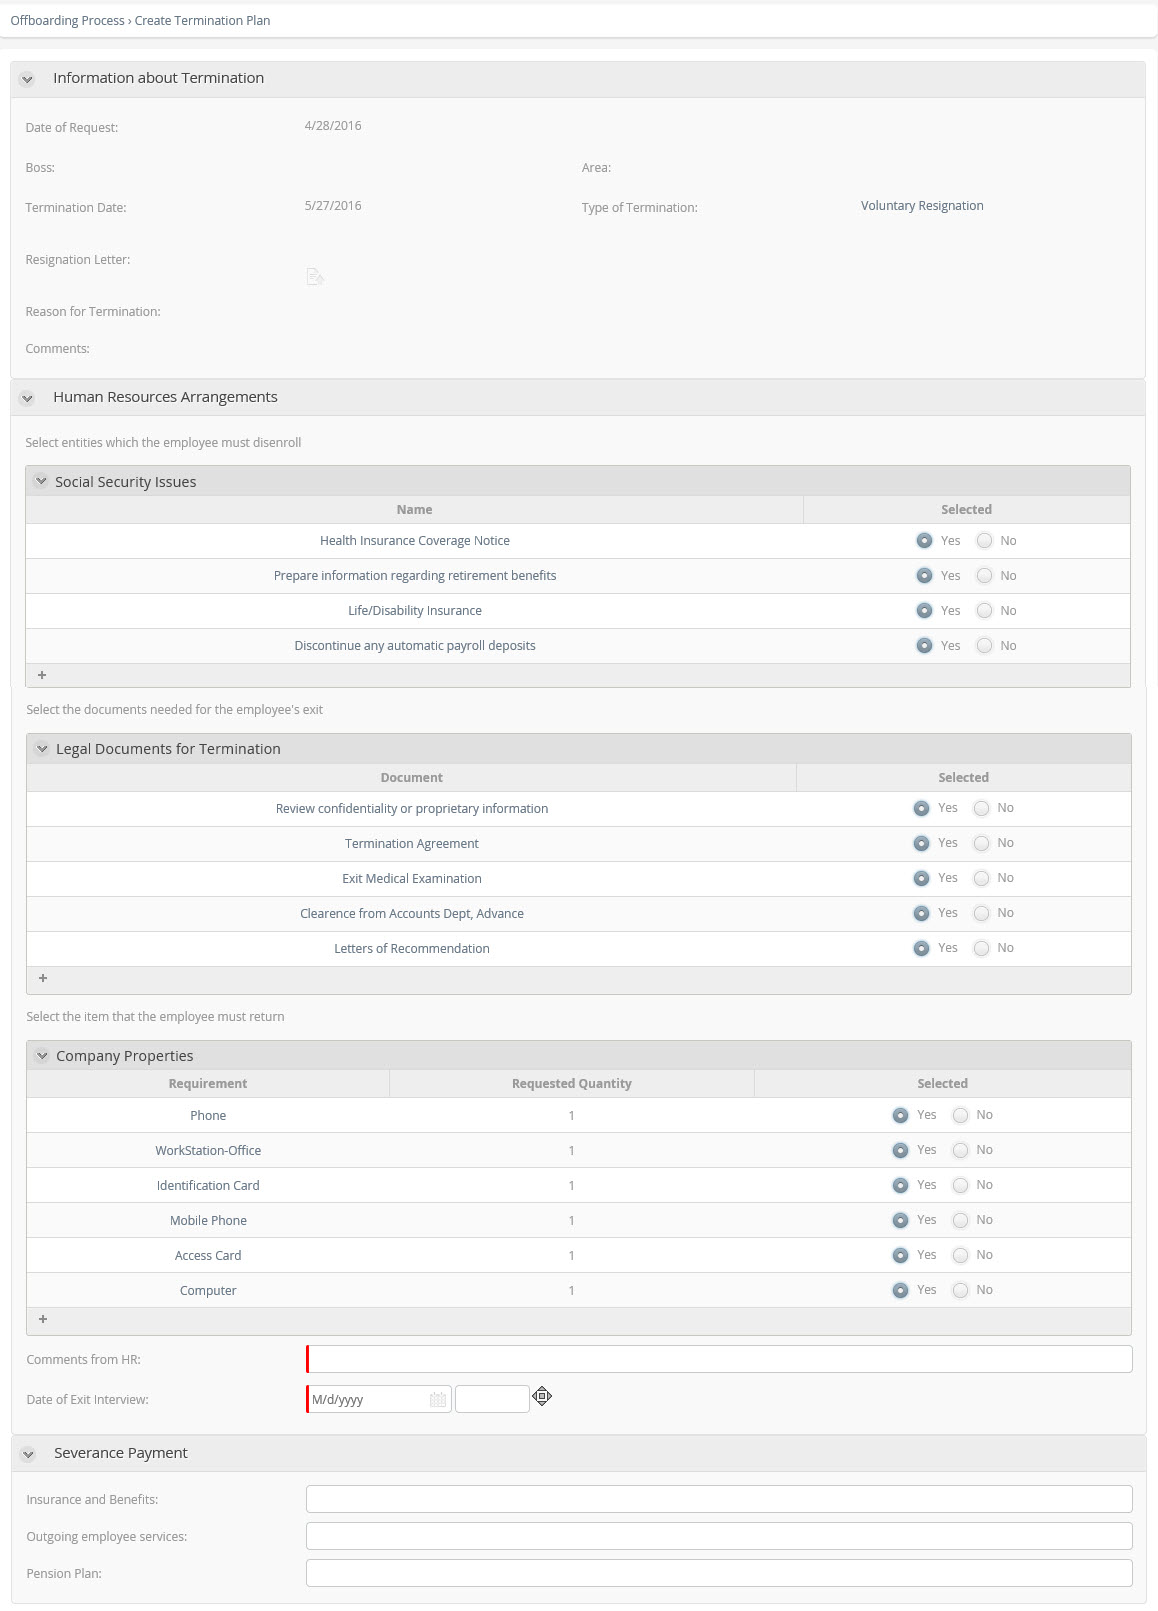 Offboarding Process › Create Termination Plan
Information about Termination
Date of Request: 4/28/2016
Boss: Area:
Termination Date: 5/27/2016 Type of Termination: Voluntary Resignation
Resignation Letter:
Reason for Termination:
Comments:
Human Resources Arrangements
Select entities which the employee must disenroll
Social Security Issues
Name Selected
Health Insurance Coverage Notice Yes No
Prepare information regarding retirement benefits Yes No
Life/Disability Insurance Yes No
Discontinue any automatic payroll deposits Yes No
+
Select the documents needed for the employee's exit
Legal Documents for Termination
Document Selected
Review confidentiality or proprietary information Yes No
Termination Agreement Yes No
Exit Medical Examination Yes No
Clearence from Accounts Dept, Advance Yes No
Letters of Recommendation Yes No
+
Select the item that the employee must return
Company Properties
Requirement Requested Quantity Selected
Phone 1 Yes No
WorkStation-Office 1 Yes No
Identification Card 1 Yes No
Mobile Phone 1 Yes No
Access Card 1 Yes No
Computer 1 Yes No
+
Comments from HR:
Date of Exit Interview: M/d/yyyy
Severance Payment
Insurance and Benefits:
Outgoing employee services:
Pension Plan: